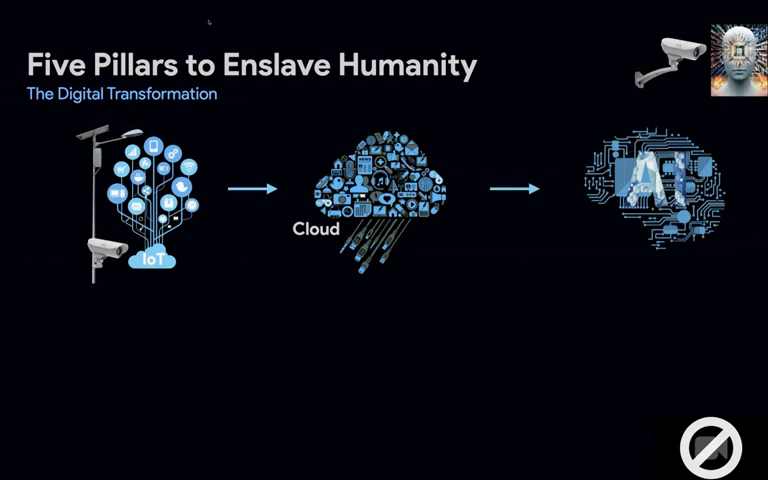 Five Pillars to Enslave Humanity
The Digital Transformation
IoT
Cloud
AI